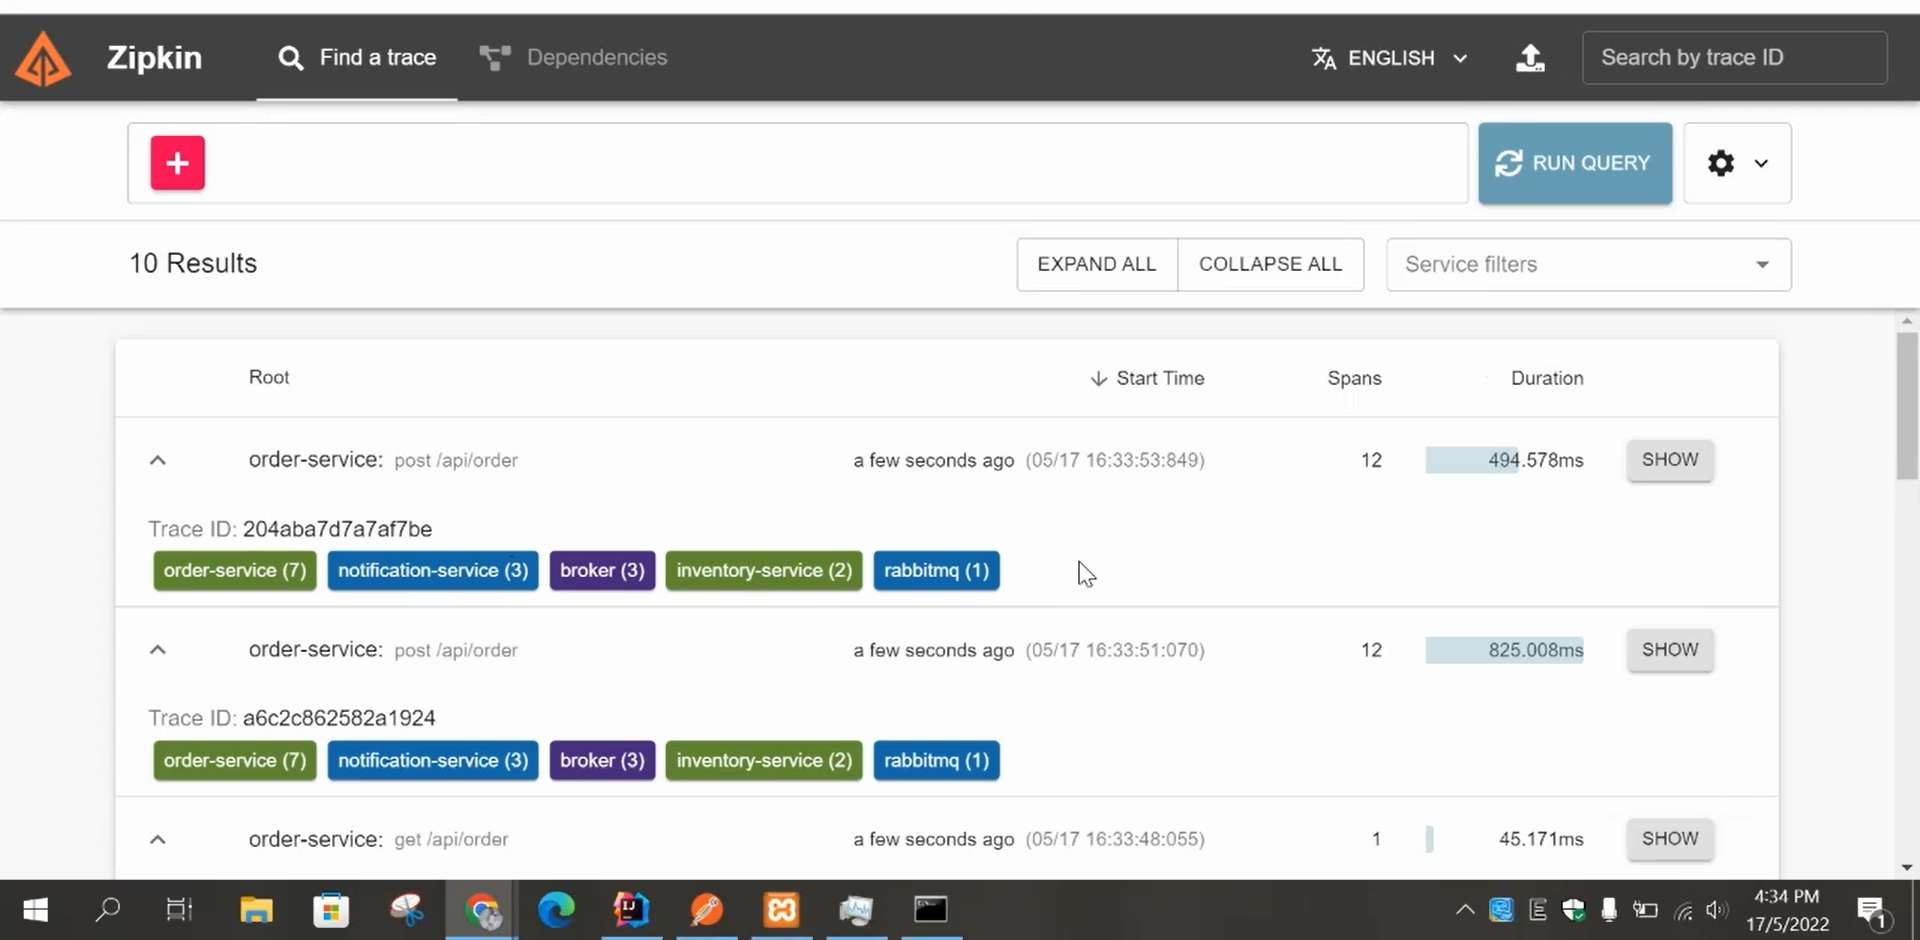 Zipkin Find a trace Dependencies ENGLISH Search by trace ID
+ RUN QUERY
10 Results EXPAND ALL COLLAPSE ALL Service filters
Root Start Time Spans Duration
order-service: post /api/order a few seconds ago (05/17 16:33:53:849) 12 494.578ms SHOW
Trace ID: 204aba7d7a7af7be
order-service (7) notification-service (3) broker (3) inventory-service (2) rabbitmq (1)
order-service: post /api/order a few seconds ago (05/17 16:33:51:070) 12 825.008ms SHOW
Trace ID: a6c2c862582a1924
order-service (7) notification-service (3) broker (3) inventory-service (2) rabbitmq (1)
order-service: get /api/order a few seconds ago (05/17 16:33:48:055) 1 45.171ms SHOW
4:34 PM
17/5/2022
1